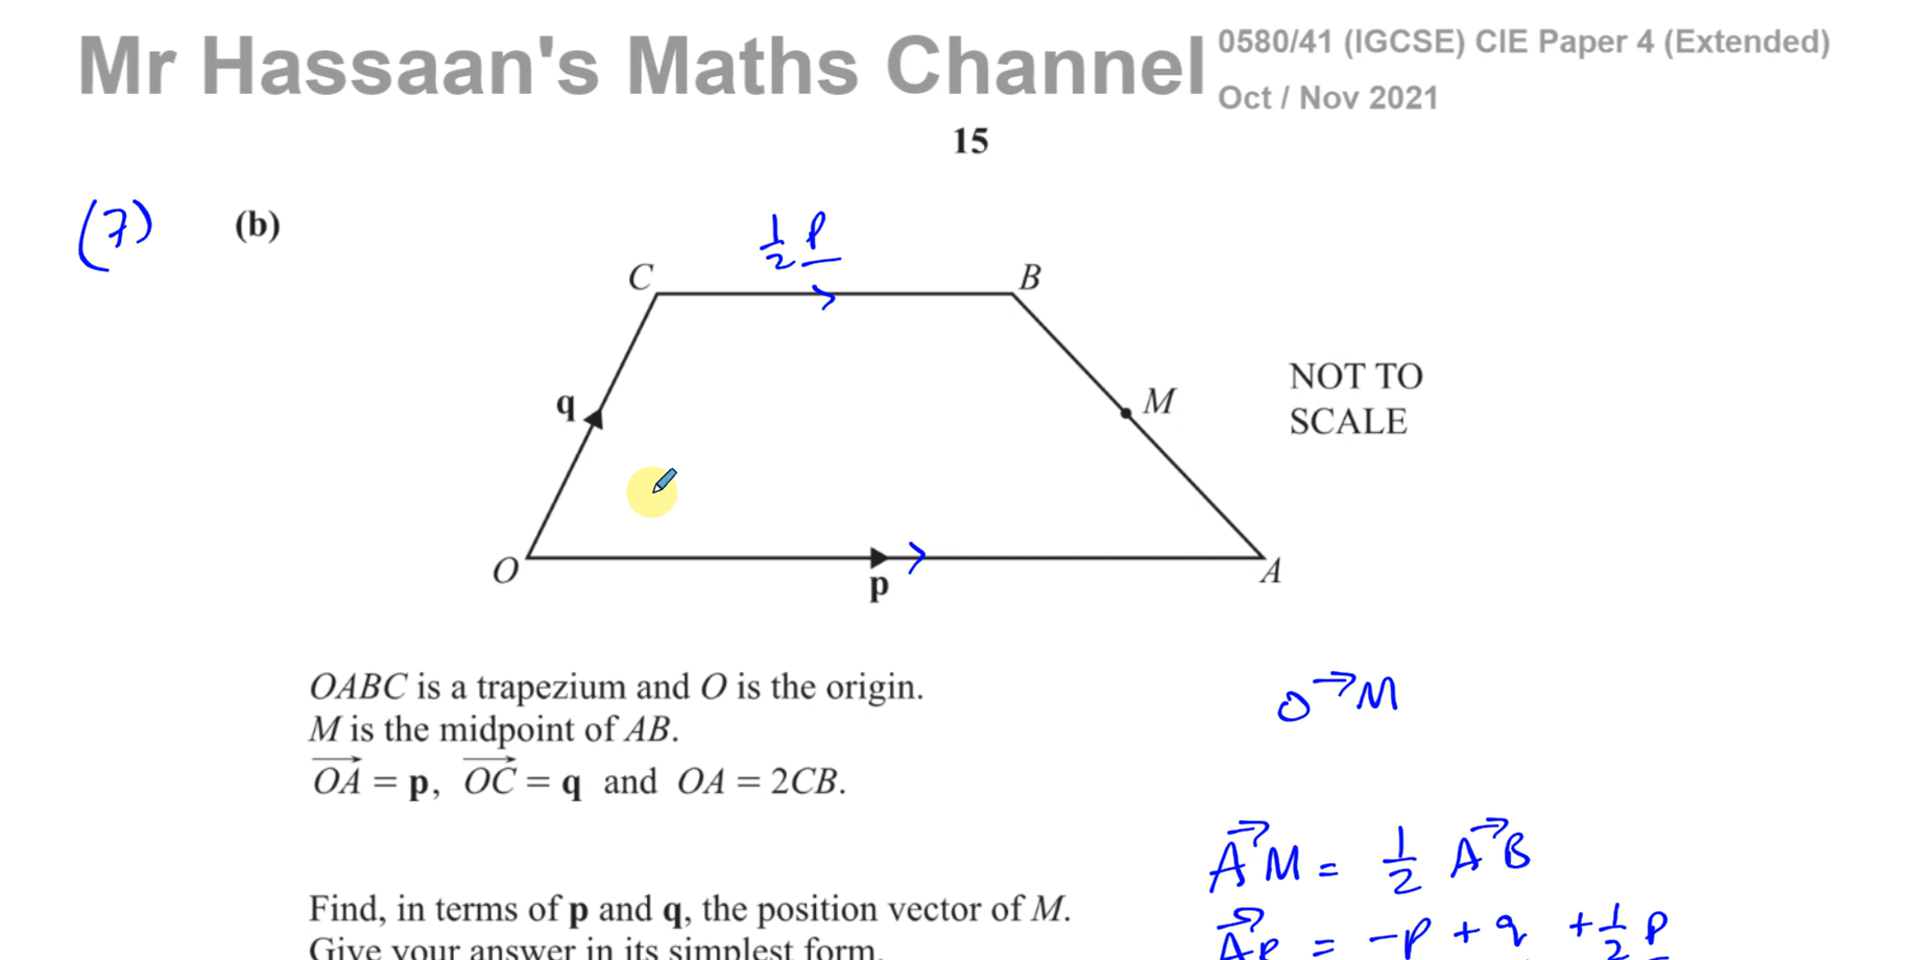 Mr Hassaan's Maths Channel
0580/41 (IGCSE) CIE Paper 4 (Extended)
Oct / Nov 2021
15
(7) (b)
1/2 p
C B
q M
NOT TO
SCALE
O A
p
OABC is a trapezium and O is the origin.
M is the midpoint of AB.
OA = p, OC = q and OA = 2CB.
O→M
AM = 1/2 AB
Find, in terms of p and q, the position vector of M.
= -p + q + 1/2 p
Give your answer in its simplest form.